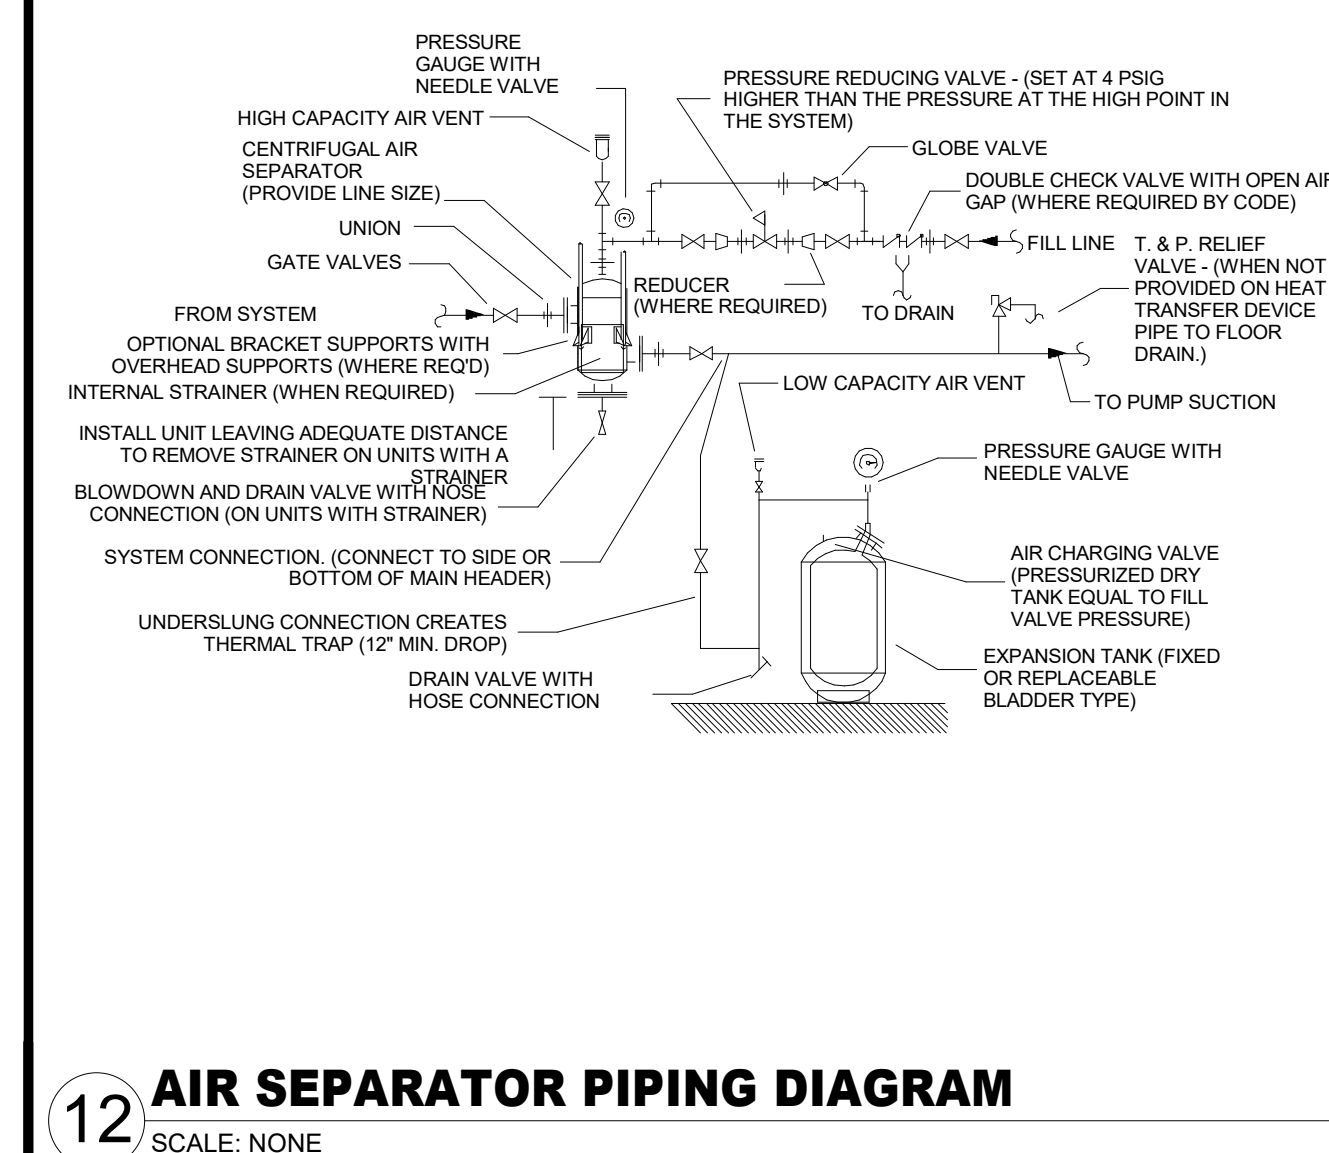 PRESSURE
GAUGE WITH
NEEDLE VALVE
PRESSURE REDUCING VALVE - (SET AT 4 PSIG
HIGHER THAN THE PRESSURE AT THE HIGH POINT IN
THE SYSTEM)
HIGH CAPACITY AIR VENT
CENTRIFUGAL AIR
SEPARATOR
(PROVIDE LINE SIZE)
GLOBE VALVE
DOUBLE CHECK VALVE WITH OPEN AIR
GAP (WHERE REQUIRED BY CODE)
UNION
GATE VALVES
FILL LINE
T. & P. RELIEF
VALVE - (WHEN NOT
PROVIDED ON HEAT
TRANSFER DEVICE
PIPE TO FLOOR
DRAIN.)
REDUCER
(WHERE REQUIRED)
TO DRAIN
FROM SYSTEM
OPTIONAL BRACKET SUPPORTS WITH
OVERHEAD SUPPORTS (WHERE REQ'D)
INTERNAL STRAINER (WHEN REQUIRED)
LOW CAPACITY AIR VENT
TO PUMP SUCTION
INSTALL UNIT LEAVING ADEQUATE DISTANCE
TO REMOVE STRAINER ON UNITS WITH A
STRAINER
BLOWDOWN AND DRAIN VALVE WITH NOSE
CONNECTION (ON UNITS WITH STRAINER)
PRESSURE GAUGE WITH
NEEDLE VALVE
SYSTEM CONNECTION. (CONNECT TO SIDE OR
BOTTOM OF MAIN HEADER)
AIR CHARGING VALVE
(PRESSURIZED DRY
TANK EQUAL TO FILL
VALVE PRESSURE)
UNDERSLUNG CONNECTION CREATES
THERMAL TRAP (12" MIN. DROP)
DRAIN VALVE WITH
HOSE CONNECTION
EXPANSION TANK (FIXED
OR REPLACEABLE
BLADDER TYPE)
12
AIR SEPARATOR PIPING DIAGRAM
SCALE: NONE